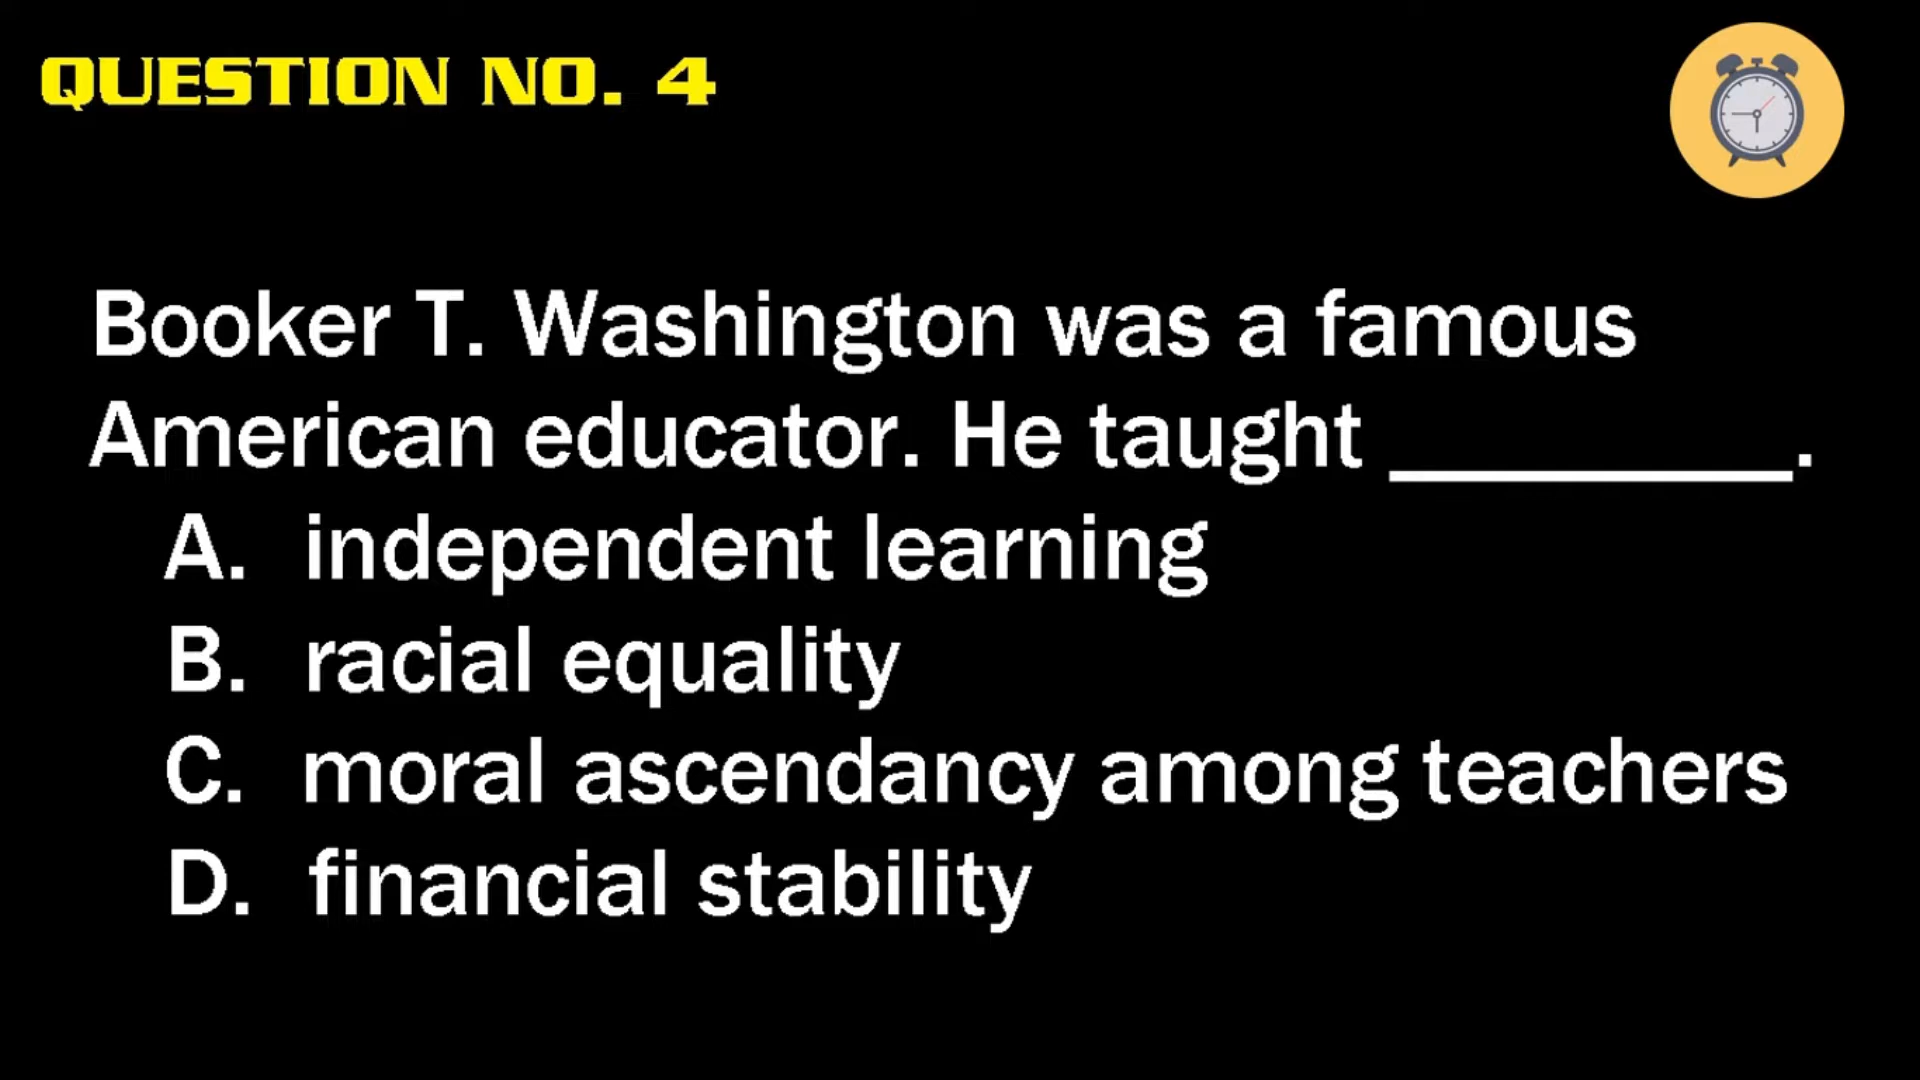 QUESTION NO. 4
Booker T. Washington was a famous
American educator. He taught _________.
A. independent learning
B. racial equality
C. moral ascendancy among teachers
D. financial stability